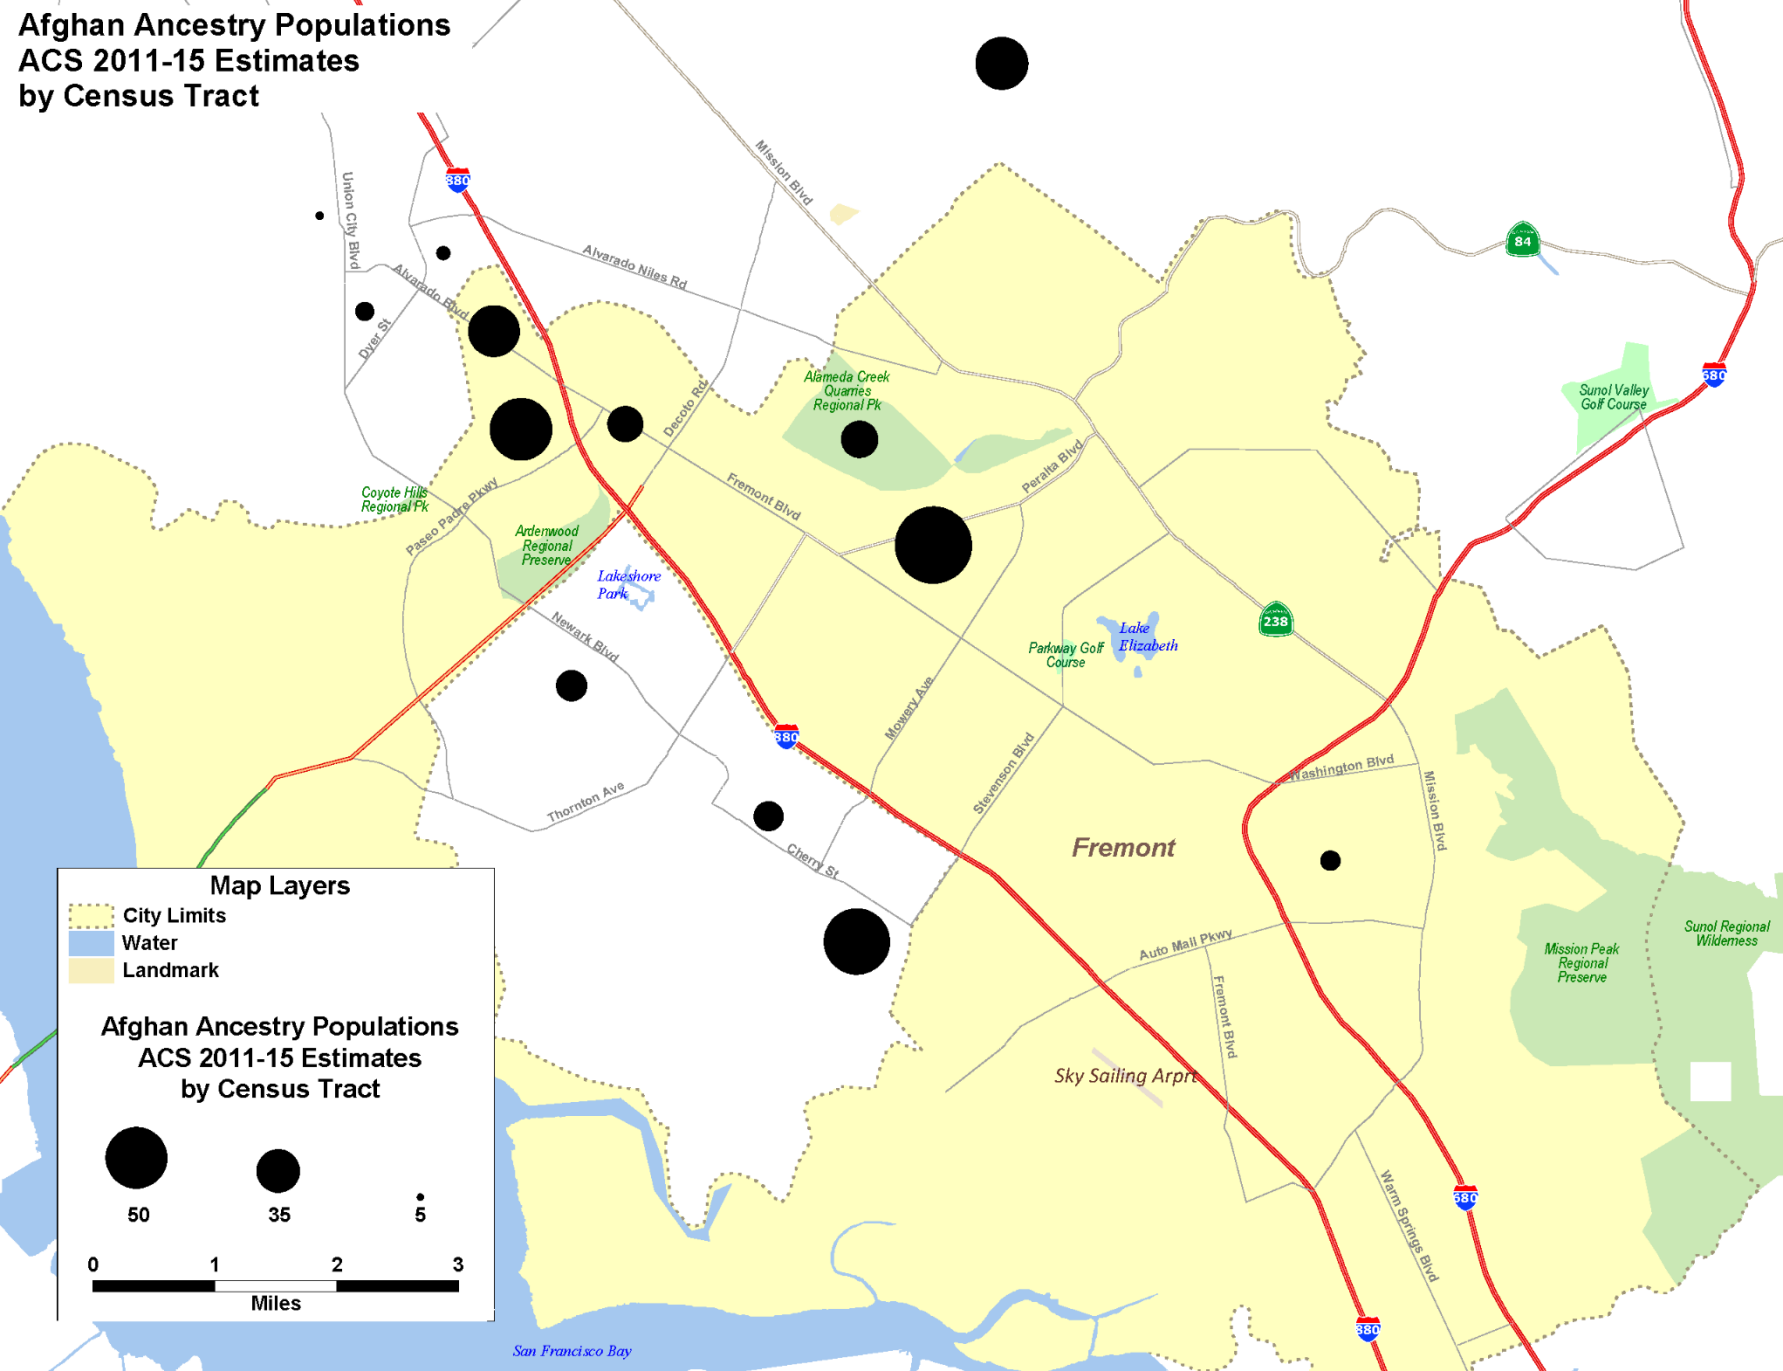 Afghan Ancestry Populations
ACS 2011-15 Estimates
by Census Tract
Mission Blvd
880
Union City Blvd
Alvarado Niles Rd
84
Alvarado Blvd
Dyer St
680
Alameda Creek
Quarries
Regional Pk
Sunol Valley
Golf Course
Decoto Rd
Peralta Blvd
Coyote Hills
Regional Pk
Paseo Padre Pkwy
Fremont Blvd
Ardenwood
Regional
Preserve
Lakeshore
Park
Newark Blvd
238
Lake
Elizabeth
Parkway Golf
Course
Mowery Ave
880
Stevenson Blvd
Washington Blvd
Mission Blvd
Thornton Ave
Cherry St
Fremont
Auto Mall Pkwy
Sunol Regional
Wilderness
Mission Peak
Regional
Preserve
Fremont Blvd
Sky Sailing Arprt
Warm Springs Blvd
680
880
San Francisco Bay
Map Layers
City Limits
Water
Landmark
Afghan Ancestry Populations
ACS 2011-15 Estimates
by Census Tract
50 35 5
0 1 2 3
Miles